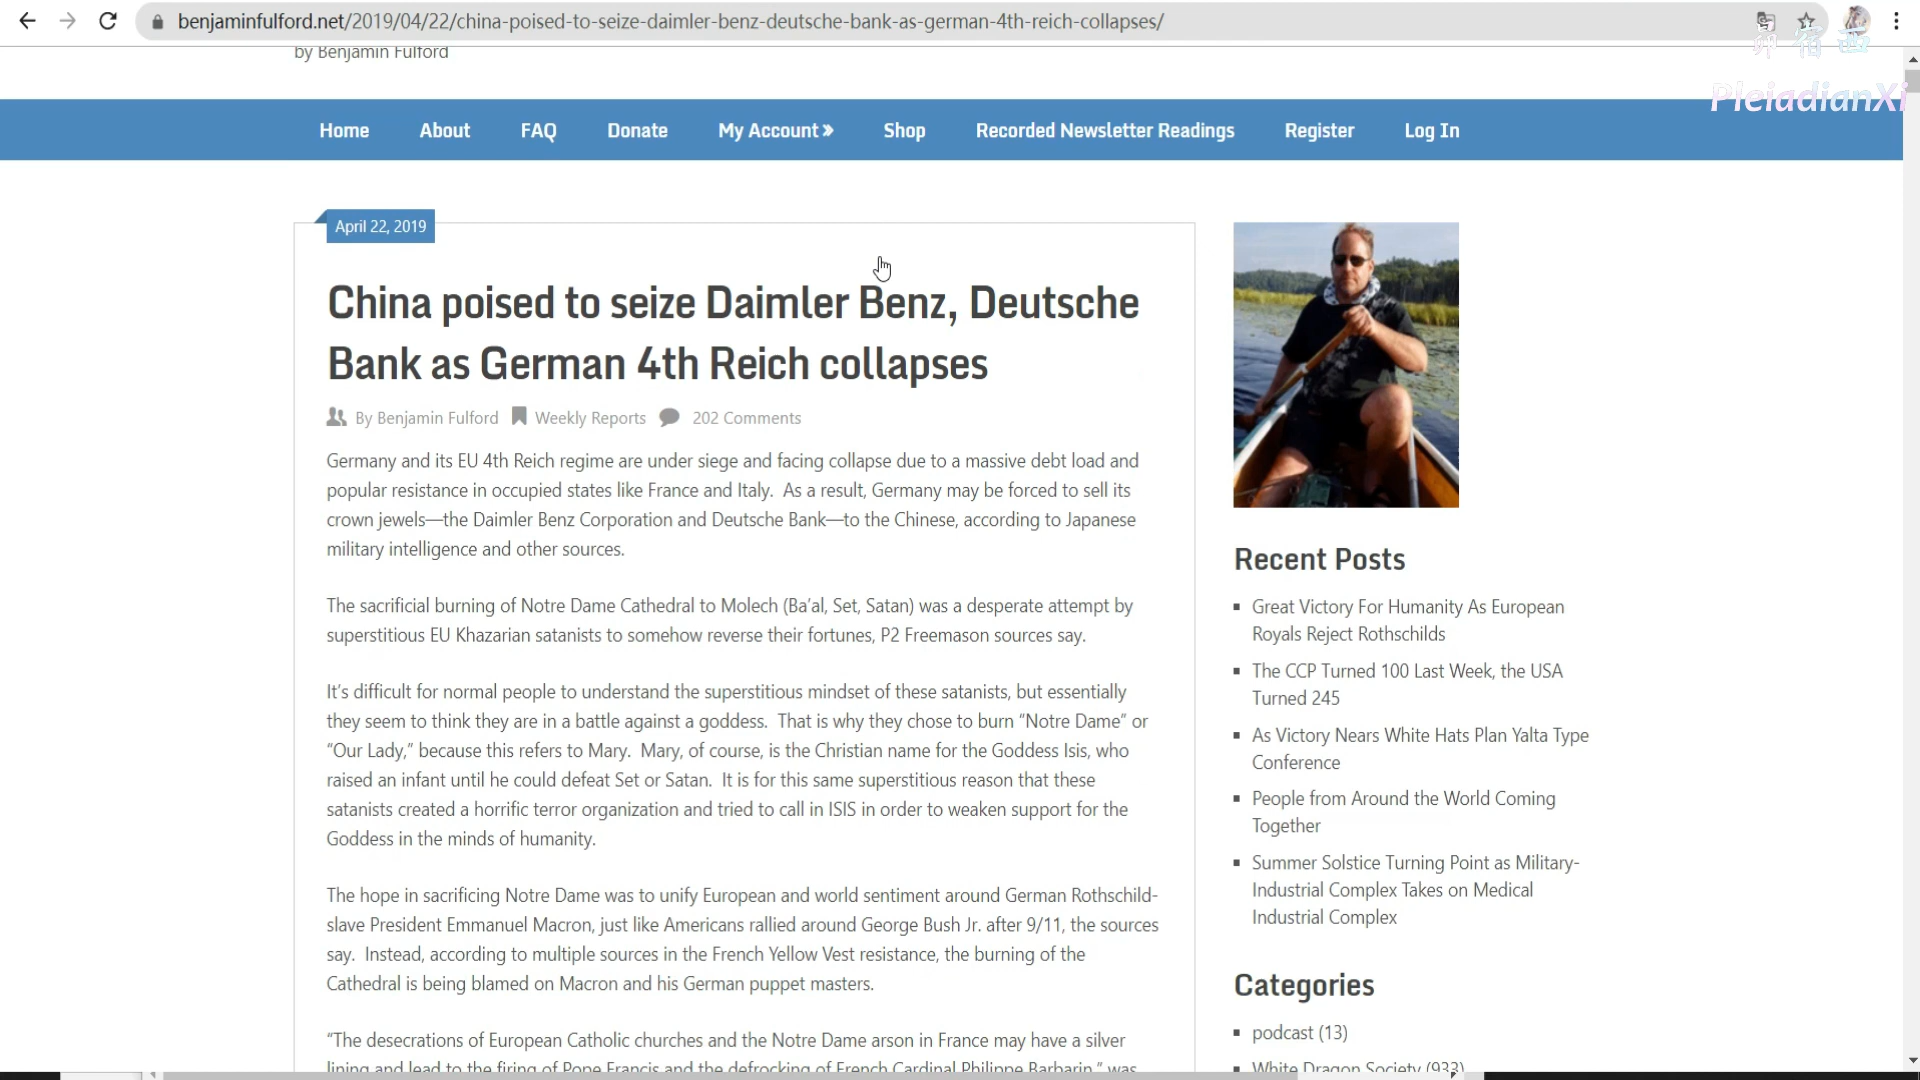 benjaminfulford.net/2019/04/22/china-poised-to-seize-daimler-benz-deutsche-bank-as-german-4th-reich-collapses/
昴宿西
PleiadianXi
by Benjamin Fulford
Home About FAQ Donate My Account » Shop Recorded Newsletter Readings Register Log In
April 22, 2019
China poised to seize Daimler Benz, Deutsche
Bank as German 4th Reich collapses
By Benjamin Fulford Weekly Reports 202 Comments
Germany and its EU 4th Reich regime are under siege and facing collapse due to a massive debt load and
popular resistance in occupied states like France and Italy.  As a result, Germany may be forced to sell its
crown jewels—the Daimler Benz Corporation and Deutsche Bank—to the Chinese, according to Japanese
military intelligence and other sources.
The sacrificial burning of Notre Dame Cathedral to Molech (Ba’al, Set, Satan) was a desperate attempt by
superstitious EU Khazarian satanists to somehow reverse their fortunes, P2 Freemason sources say.
It’s difficult for normal people to understand the superstitious mindset of these satanists, but essentially
they seem to think they are in a battle against a goddess.  That is why they chose to burn “Notre Dame” or
“Our Lady,” because this refers to Mary.  Mary, of course, is the Christian name for the Goddess Isis, who
raised an infant until he could defeat Set or Satan.  It is for this same superstitious reason that these
satanists created a horrific terror organization and tried to call in ISIS in order to weaken support for the
Goddess in the minds of humanity.
The hope in sacrificing Notre Dame was to unify European and world sentiment around German Rothschild-
slave President Emmanuel Macron, just like Americans rallied around George Bush Jr. after 9/11, the sources
say.  Instead, according to multiple sources in the French Yellow Vest resistance, the burning of the
Cathedral is being blamed on Macron and his German puppet masters.
“The desecrations of European Catholic churches and the Notre Dame arson in France may have a silver
lining and lead to the firing of Pope Francis and the defrocking of French Cardinal Philippe Barbarin,” was
Recent Posts
Great Victory For Humanity As European
Royals Reject Rothschilds
The CCP Turned 100 Last Week, the USA
Turned 245
As Victory Nears White Hats Plan Yalta Type
Conference
People from Around the World Coming
Together
Summer Solstice Turning Point as Military-
Industrial Complex Takes on Medical
Industrial Complex
Categories
podcast (13)
White Dragon Society (933)